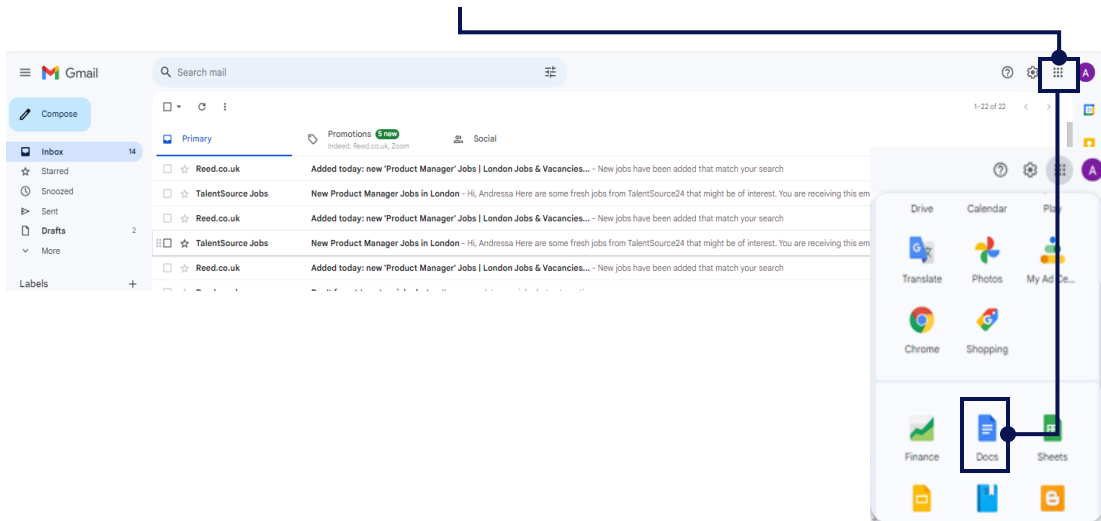 Gmail
Search mail
A
Compose
1–22 of 22
Primary
Promotions 5 new
Indeed, Reed.co.uk, Zoom
Social
Inbox 14
Starred
Snoozed
Sent
Drafts 2
More
Labels +
Reed.co.uk Added today: new 'Product Manager' Jobs | London Jobs & Vacancies... - New jobs have been added that match your search
TalentSource Jobs New Product Manager Jobs in London - Hi, Andressa Here are some fresh jobs from TalentSource24 that might be of interest. You are receiving this em
Reed.co.uk Added today: new 'Product Manager' Jobs | London Jobs & Vacancies... - New jobs have been added that match your search
TalentSource Jobs New Product Manager Jobs in London - Hi, Andressa Here are some fresh jobs from TalentSource24 that might be of interest. You are receiving this em
Reed.co.uk Added today: new 'Product Manager' Jobs | London Jobs & Vacancies... - New jobs have been added that match your search
A
Drive Calendar Play
Translate Photos My Ad Ce...
Chrome Shopping
Finance Docs Sheets